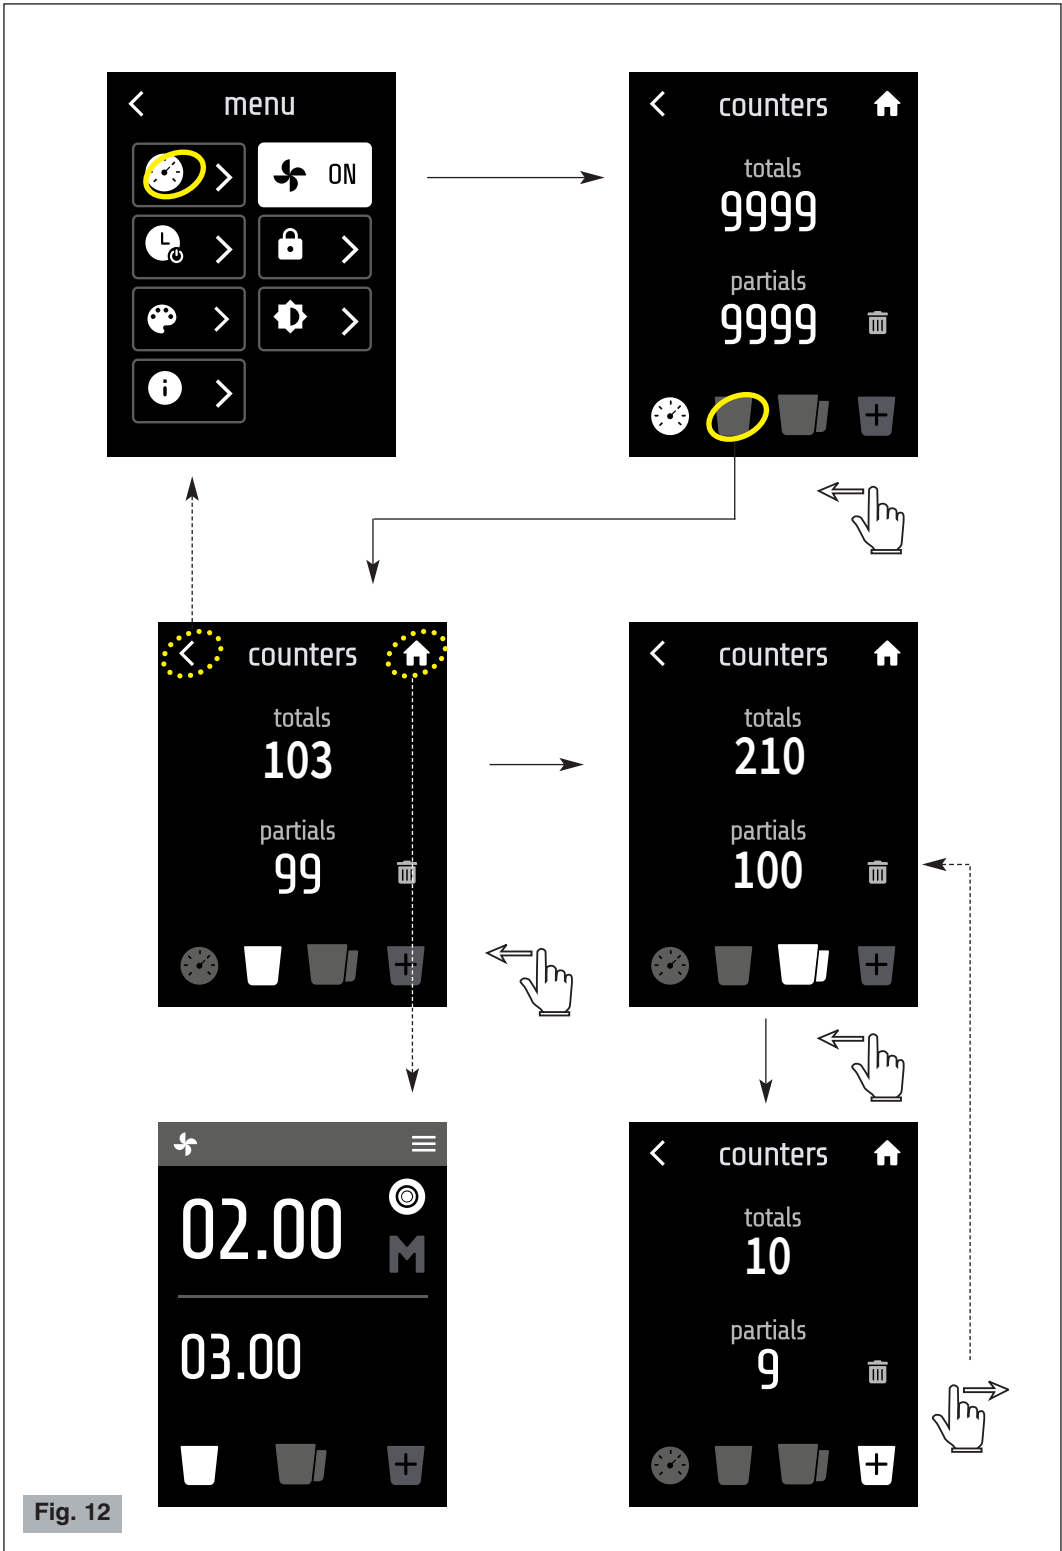 menu
ON
counters
totals
9999
partials
9999
counters
totals
103
partials
99
counters
totals
210
partials
100
02.00
M
03.00
counters
totals
10
partials
9
Fig. 12